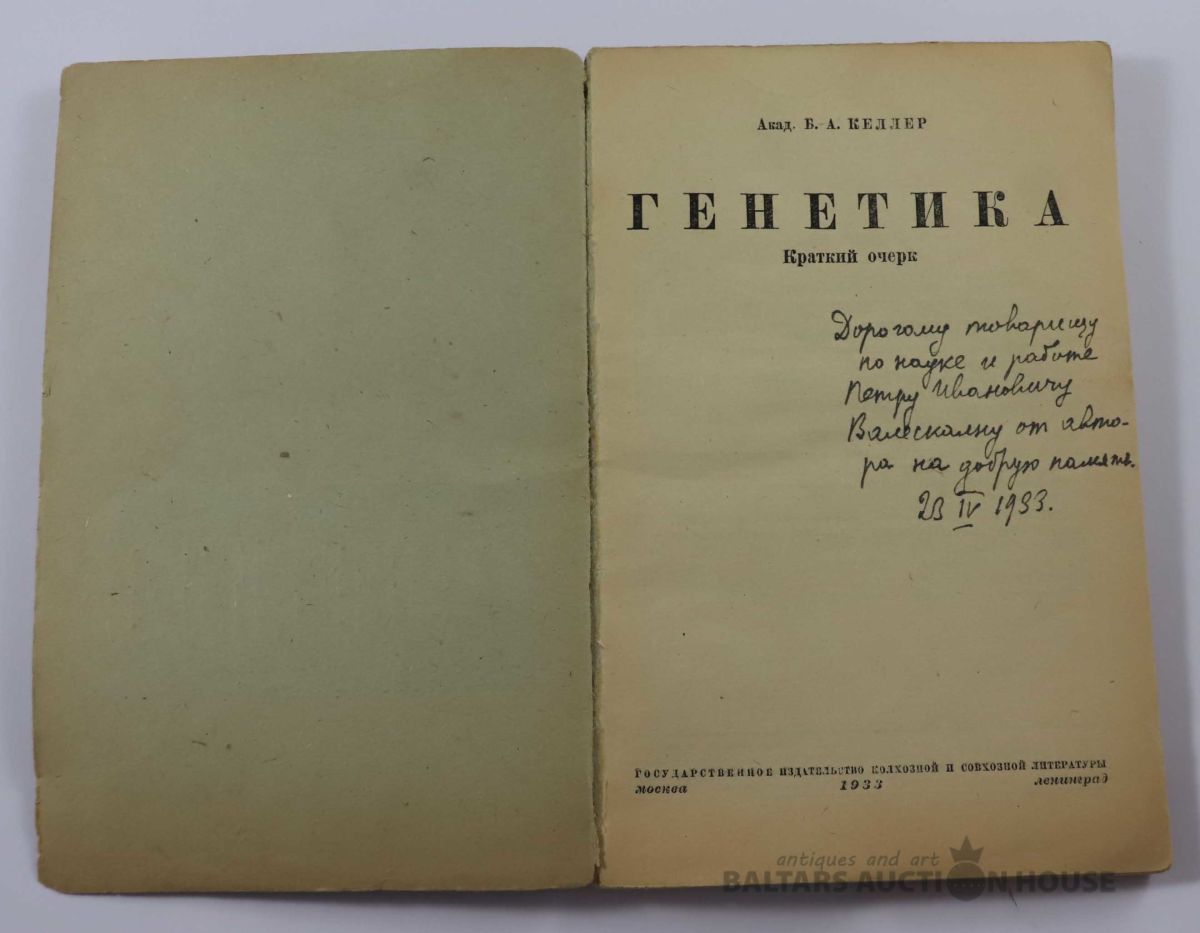 Акад. Б. А. КЕЛЛЕР
ГЕНЕТИКА
Краткий очерк
Дорогому товарищу
по науке и работе
Петру Ивановичу
Валескалну от авто-
ра на добрую память.
23 IV 1933.
ГОСУДАРСТВЕННОЕ ИЗДАТЕЛЬСТВО КОЛХОЗНОЙ И СОВХОЗНОЙ ЛИТЕРАТУРЫ
москва 1933 ленинград
antiques and art
BALTARS AUCTION HOUSE